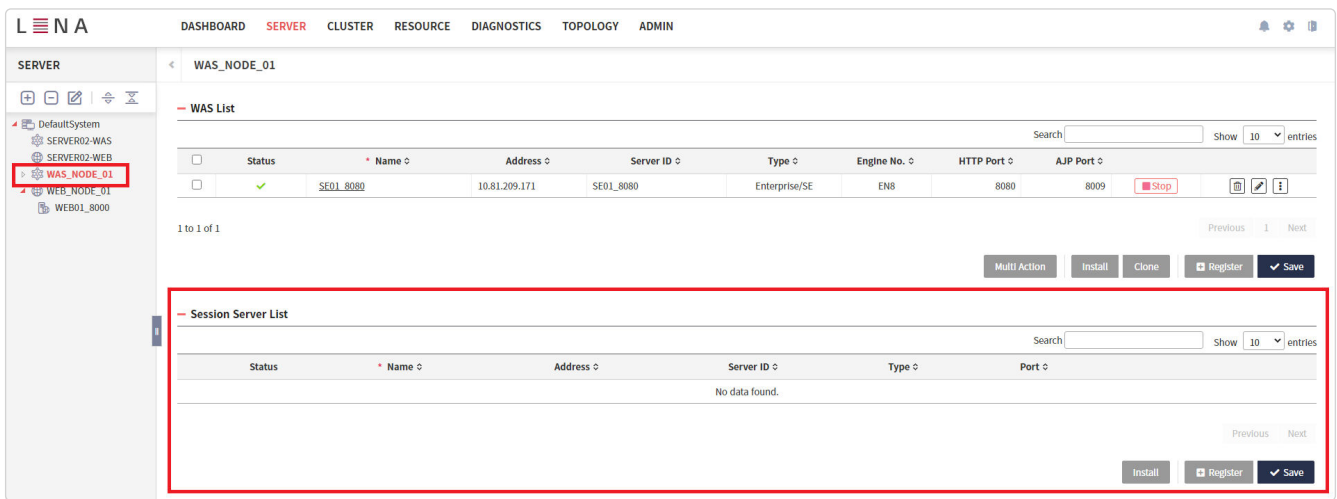 LENA
DASHBOARD SERVER CLUSTER RESOURCE DIAGNOSTICS TOPOLOGY ADMIN
SERVER
WAS_NODE_01
DefaultSystem
SERVER02-WAS
SERVER02-WEB
WAS_NODE_01
WEB_NODE_01
WEB01_8000
WAS List
Search Show 10 entries
Status * Name Address Server ID Type Engine No. HTTP Port AJP Port
SE01_8080 10.81.209.171 SE01_8080 Enterprise/SE EN8 8080 8009 Stop
1 to 1 of 1
Previous 1 Next
Multi Action Install Clone Register Save
Session Server List
Search Show 10 entries
Status * Name Address Server ID Type Port
No data found.
Previous Next
Install Register Save